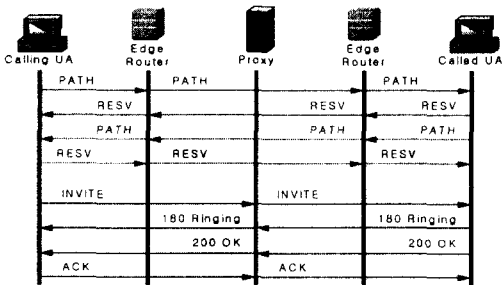 Calling UA
Edge Router
Proxy
Edge Router
Called UA
PATH PATH PATH
RESV RESV RESV
PATH PATH PATH
RESV RESV RESV
INVITE INVITE
180 Ringing 180 Ringing
200 OK 200 OK
ACK ACK